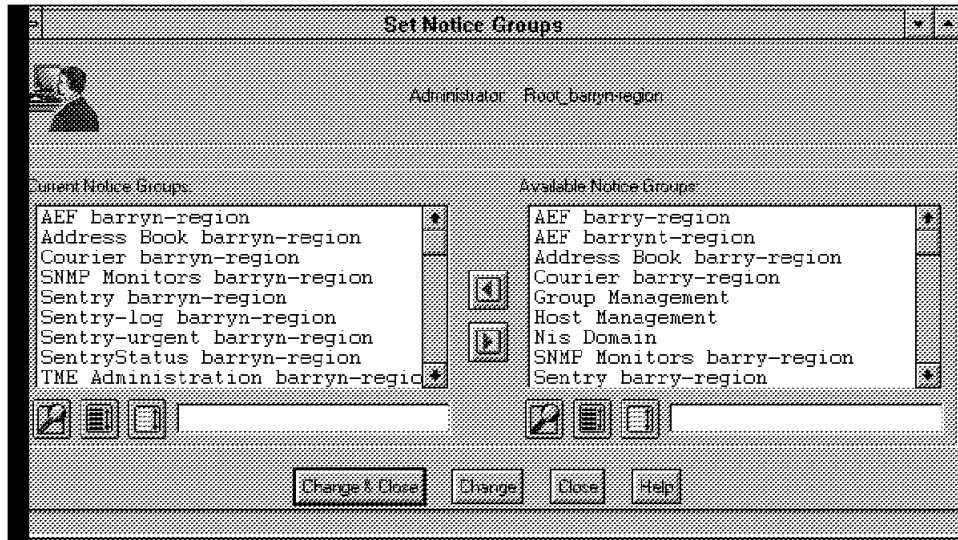 Set Notice Groups
Administrator: Root_barryn-region
Current Notice Groups:
AEF barryn-region
Address Book barryn-region
Courier barryn-region
SNMP Monitors barryn-region
Sentry barryn-region
Sentry-log barryn-region
Sentry-urgent barryn-region
SentryStatus barryn-region
TME Administration barryn-regio
Available Notice Groups:
AEF barry-region
AEF barrynt-region
Address Book barry-region
Courier barry-region
Group Management
Host Management
Nis Domain
SNMP Monitors barry-region
Sentry barry-region
Change & Close
Change
Close
Help